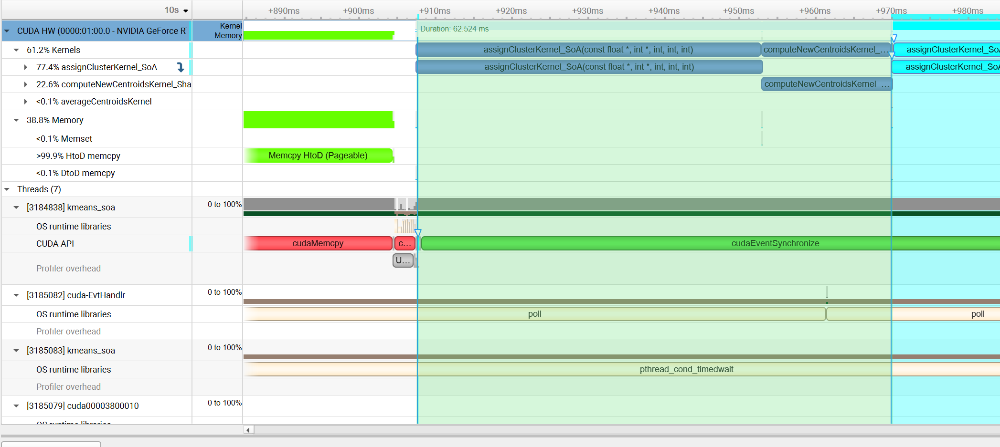 10s
+890ms +900ms +910ms +920ms +930ms +940ms +950ms +960ms +970ms +980ms
CUDA HW (0000:01:00.0 - NVIDIA GeForce R
Kernel
Memory
Duration: 62.524 ms
61.2% Kernels
assignClusterKernel_SoA(const float *, int *, int, int, int) computeNewCentroidsKernel_... assignClusterKernel_So
77.4% assignClusterKernel_SoA
assignClusterKernel_SoA(const float *, int *, int, int, int) assignClusterKernel_So
22.6% computeNewCentroidsKernel_Sha
computeNewCentroidsKernel_...
<0.1% averageCentroidsKernel
38.8% Memory
<0.1% Memset
>99.9% HtoD memcpy
Memcpy HtoD (Pageable)
<0.1% DtoD memcpy
Threads (7)
[3184838] kmeans_soa
0 to 100%
OS runtime libraries
CUDA API
cudaMemcpy c... cudaEventSynchronize
U...
Profiler overhead
[3185082] cuda-EvtHandlr
0 to 100%
OS runtime libraries
poll poll
Profiler overhead
[3185083] kmeans_soa
0 to 100%
OS runtime libraries
pthread_cond_timedwait
Profiler overhead
[3185079] cuda00003800010
0 to 100%
OS runtime libraries